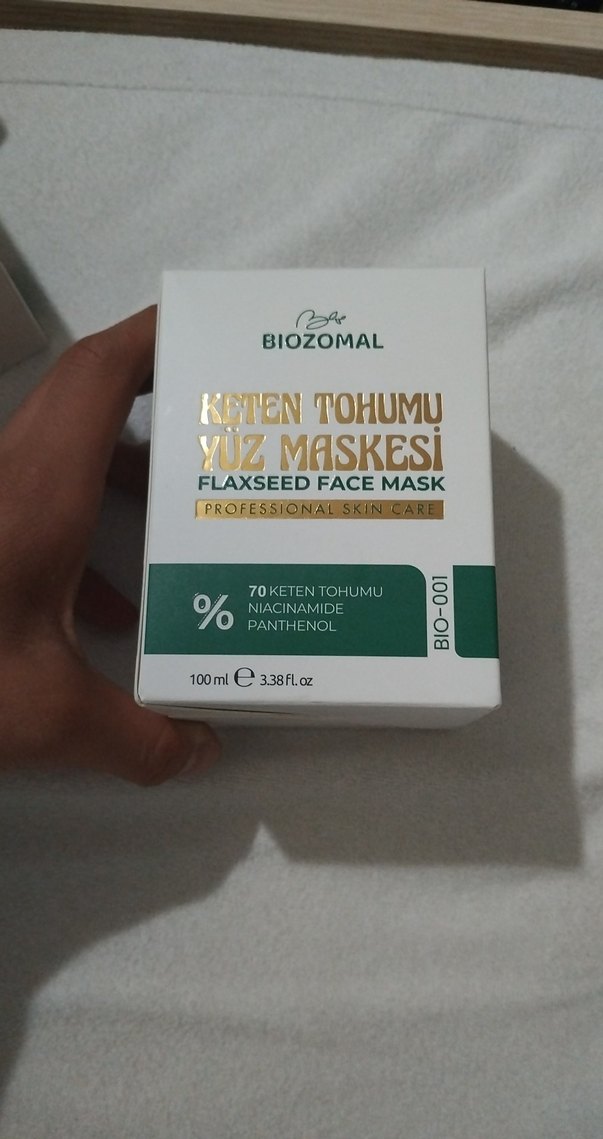 BIOZOMAL
KETEN TOHUMU
YÜZ MASKESİ
FLAXSEED FACE MASK
PROFESSIONAL SKIN CARE
% 70 KETEN TOHUMU
NIACINAMIDE
PANTHENOL
BIO-001
100 ml e 3.38 fl. oz